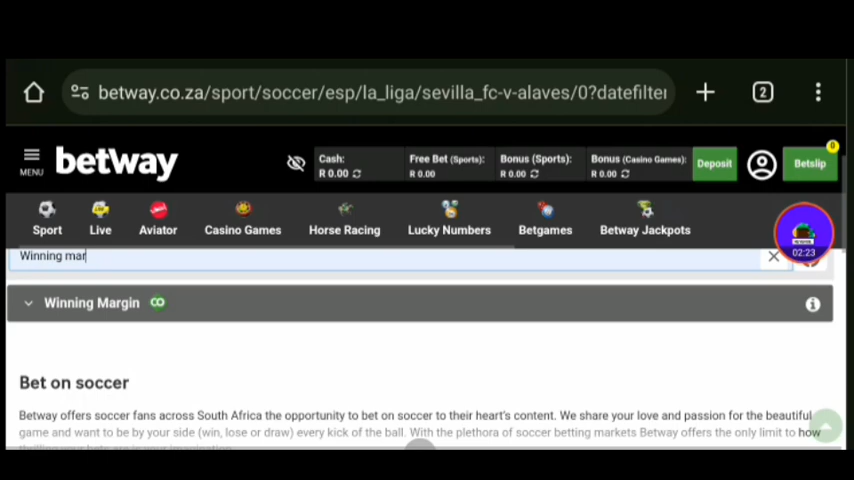 betway.co.za/sport/soccer/esp/la_liga/sevilla_fc-v-alaves/0?datefilter
2
MENU
betway
Cash:
R 0.00
Free Bet (Sports):
R 0.00
Bonus (Sports):
R 0.00
Bonus (Casino Games):
R 0.00
Deposit
Betslip
0
Sport
Live
Aviator
Casino Games
Horse Racing
Lucky Numbers
Betgames
Betway Jackpots
02:23
Winning mar
Winning Margin
Bet on soccer
Betway offers soccer fans across South Africa the opportunity to bet on soccer to their heart's content. We share your love and passion for the beautiful
game and want to be by your side (win, lose or draw) every kick of the ball. With the plethora of soccer betting markets Betway offers the only limit to how